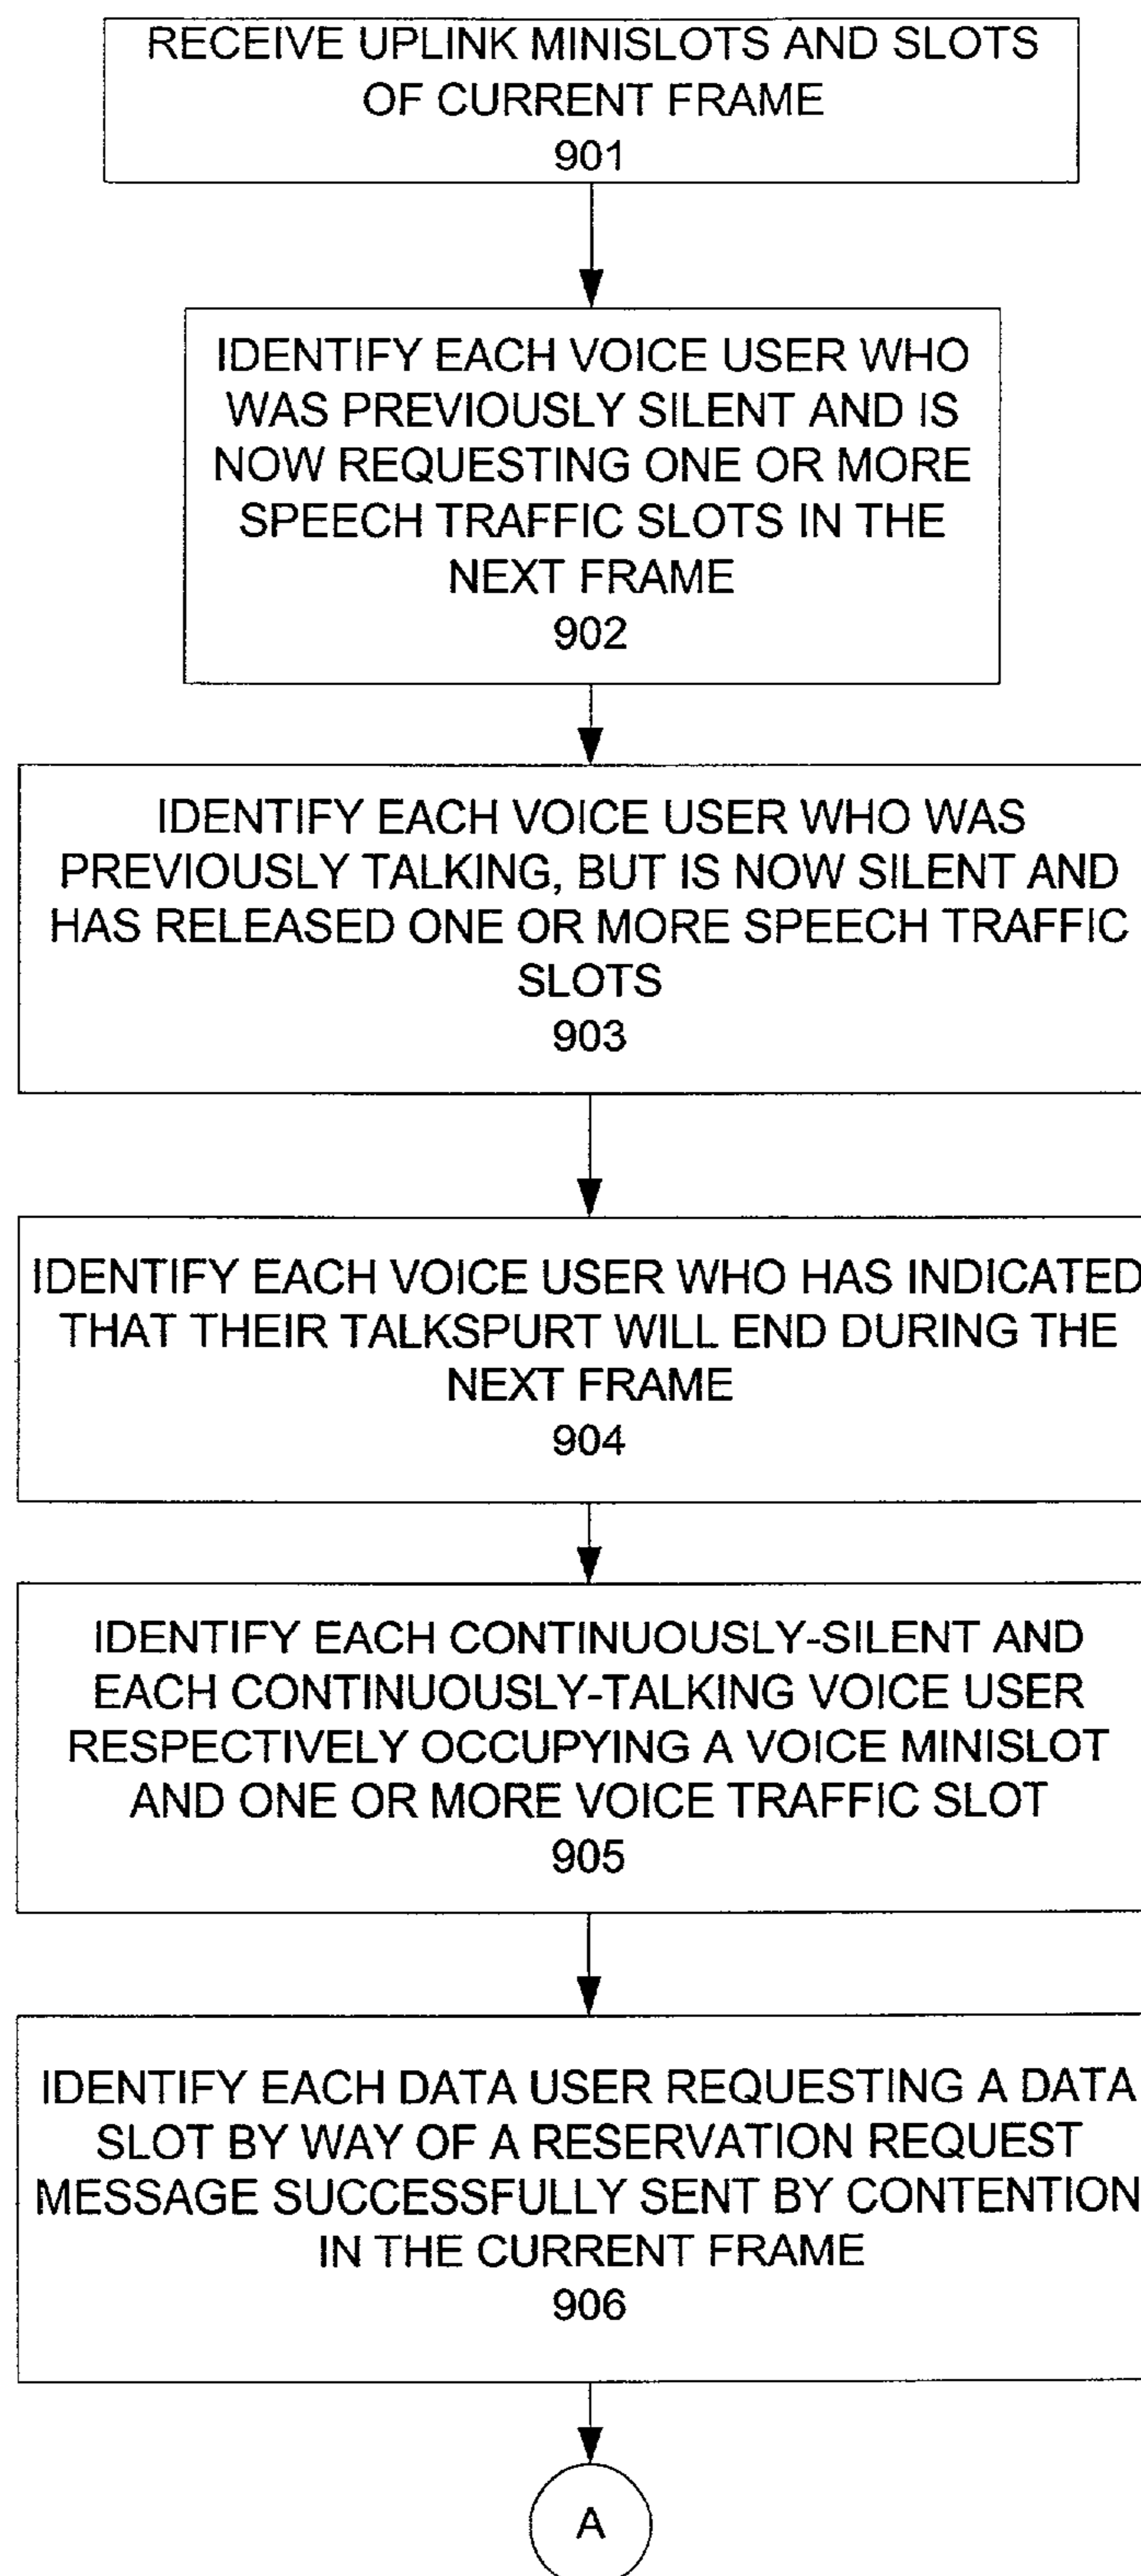 RECEIVE UPLINK MINISLOTS AND SLOTS
OF CURRENT FRAME
901
IDENTIFY EACH VOICE USER WHO
WAS PREVIOUSLY SILENT AND IS
NOW REQUESTING ONE OR MORE
SPEECH TRAFFIC SLOTS IN THE
NEXT FRAME
902
IDENTIFY EACH VOICE USER WHO WAS
PREVIOUSLY TALKING, BUT IS NOW SILENT AND
HAS RELEASED ONE OR MORE SPEECH TRAFFIC
SLOTS
903
IDENTIFY EACH VOICE USER WHO HAS INDICATED
THAT THEIR TALKSPURT WILL END DURING THE
NEXT FRAME
904
IDENTIFY EACH CONTINUOUSLY-SILENT AND
EACH CONTINUOUSLY-TALKING VOICE USER
RESPECTIVELY OCCUPYING A VOICE MINISLOT
AND ONE OR MORE VOICE TRAFFIC SLOT
905
IDENTIFY EACH DATA USER REQUESTING A DATA
SLOT BY WAY OF A RESERVATION REQUEST
MESSAGE SUCCESSFULLY SENT BY CONTENTION
IN THE CURRENT FRAME
906
A